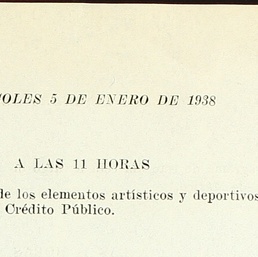 OLES 5 DE ENERO DE 1938
A LAS 11 HORAS
de los elementos artísticos y deportivos
Crédito Público.